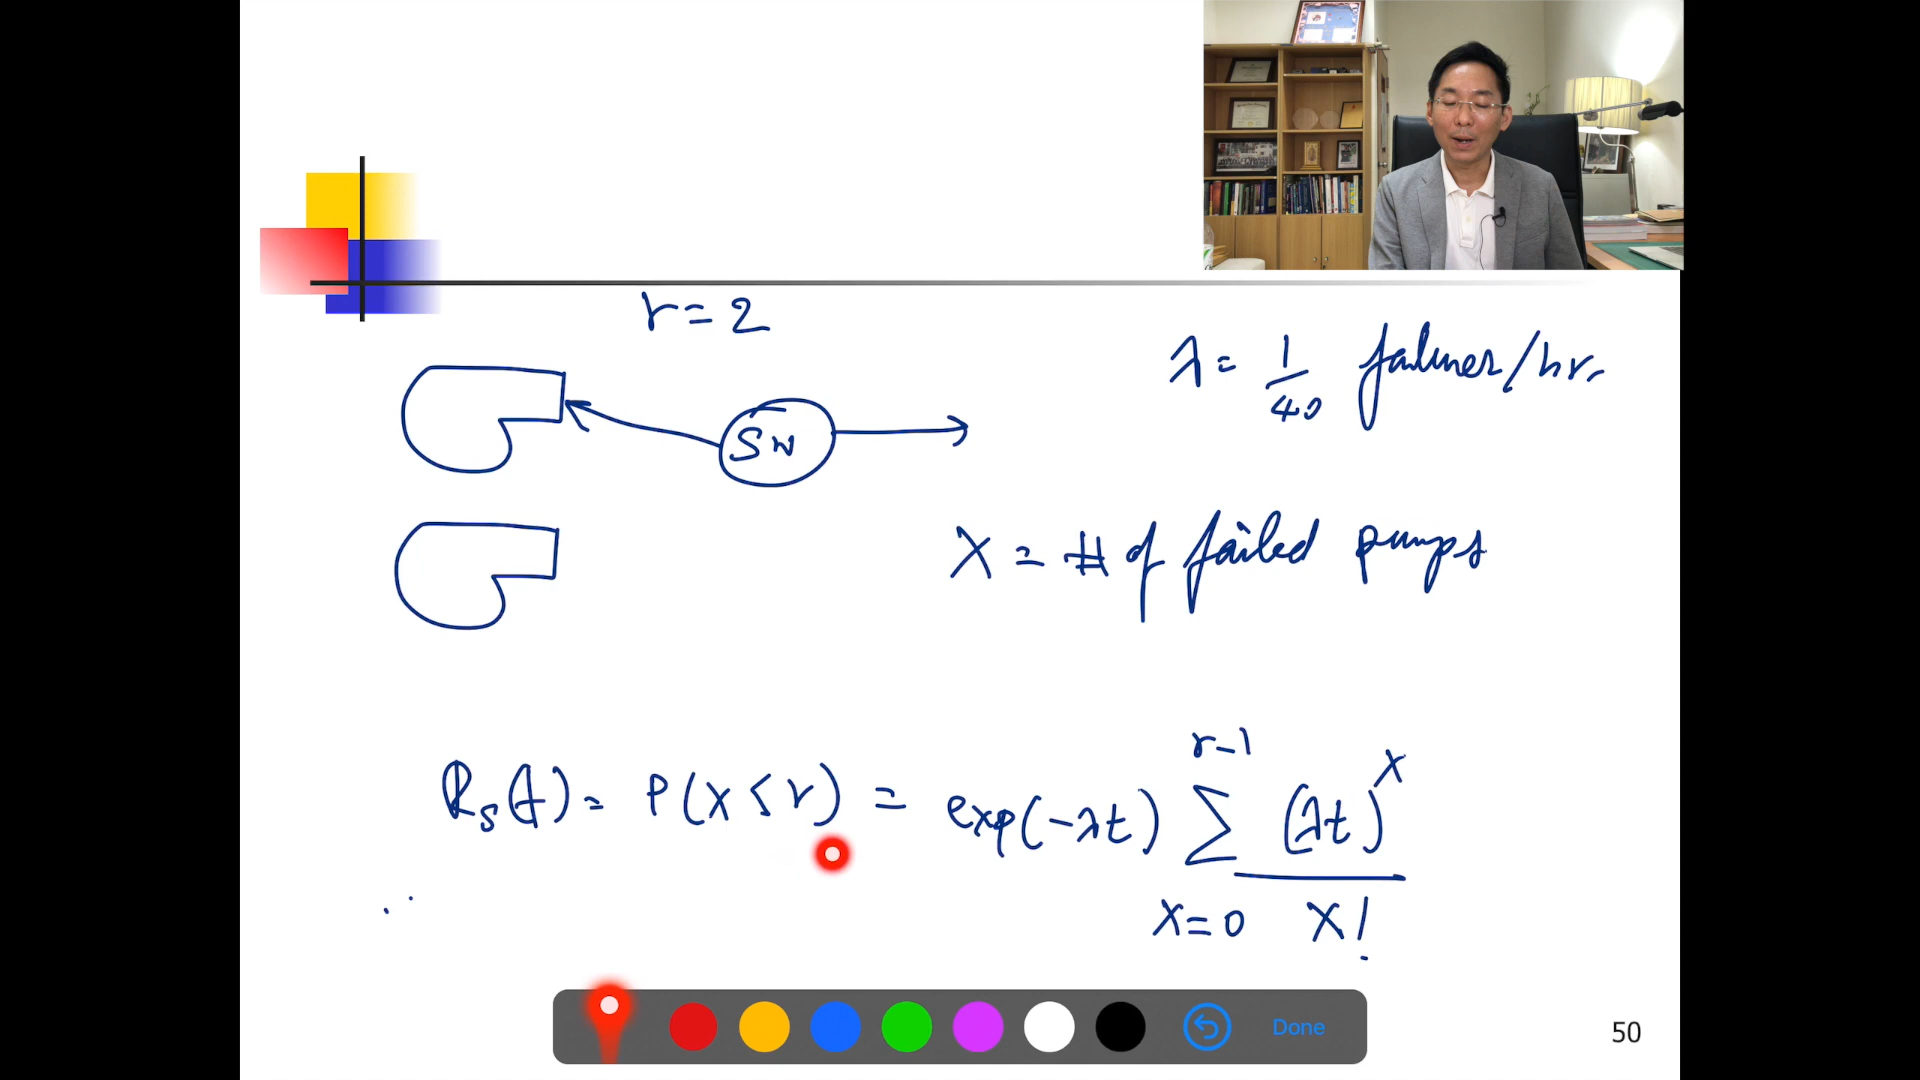 r = 2
λ = 1/40 failures/hr.
SW
X = # of failed pumps
Rs(t) = P(X < r) = exp(-λt) Σ (λt)^x
r-1
x=0 x!
Done
50